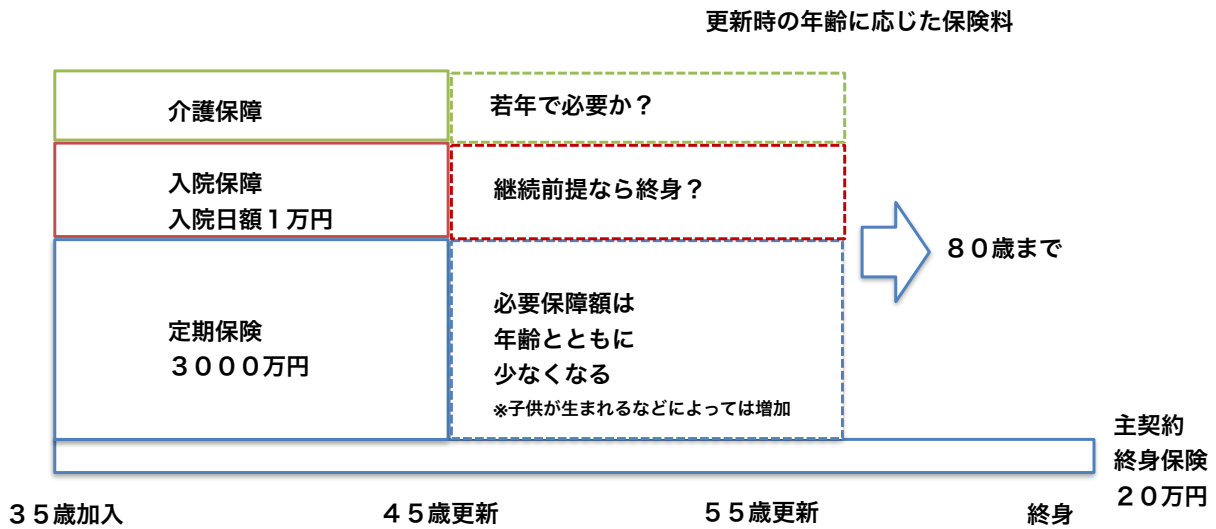 更新時の年齢に応じた保険料
介護保障
若年で必要か？
入院保障
入院日額１万円
継続前提なら終身？
８０歳まで
定期保険
３０００万円
必要保障額は
年齢とともに
少なくなる
※子供が生まれるなどによっては増加
主契約
終身保険
２０万円
３５歳加入
４５歳更新
５５歳更新
終身